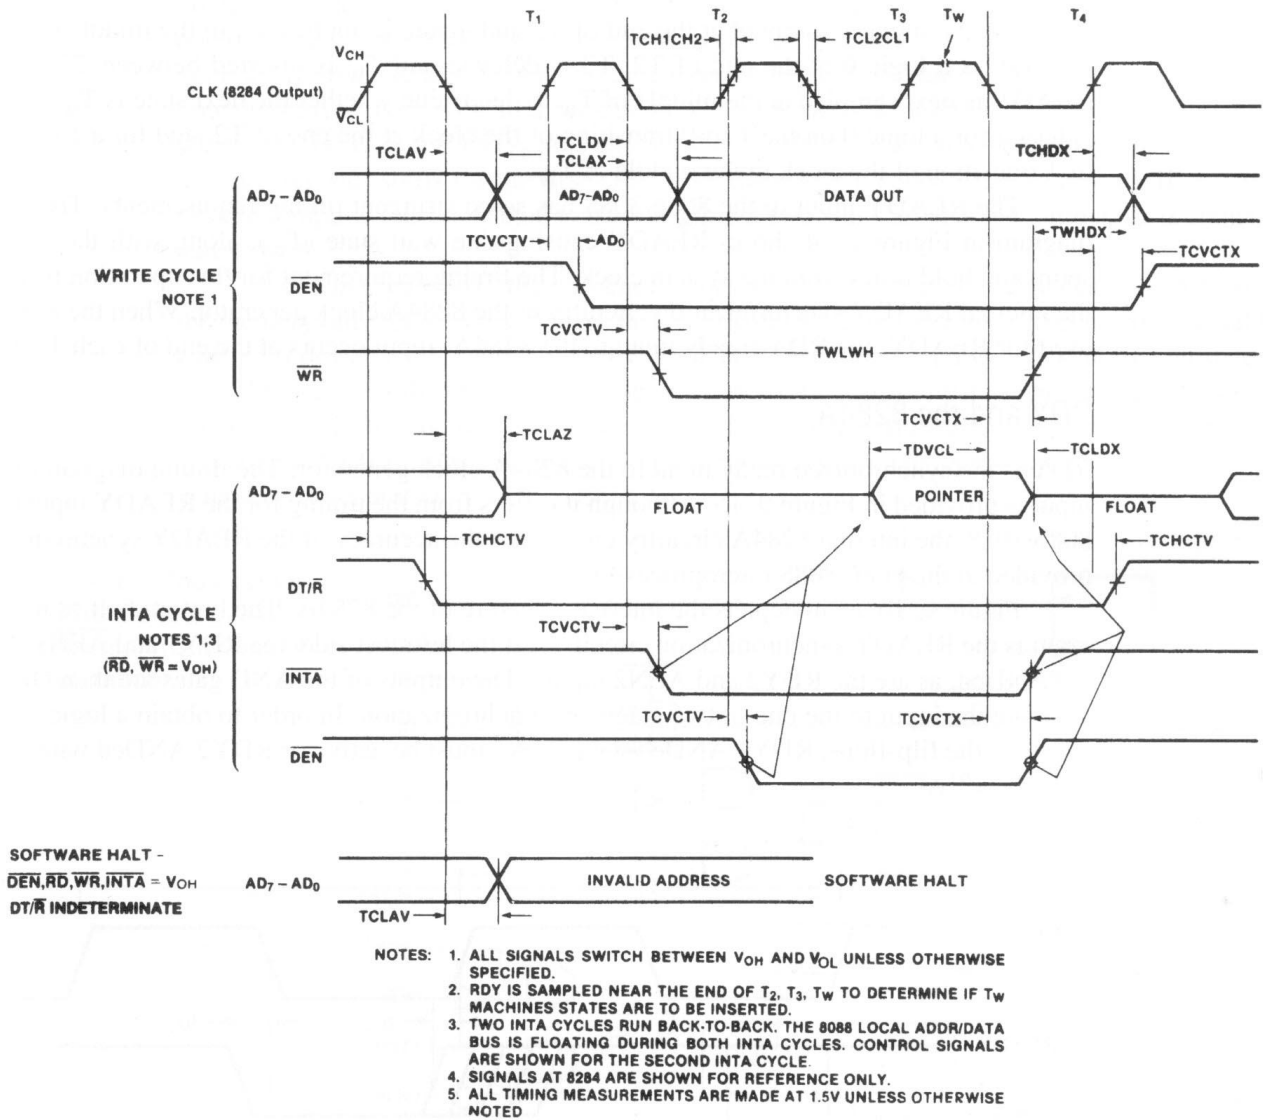 T1 T2 T3 TW T4
TCH1CH2 TCL2CL1
VCH
CLK (8284 Output)
VCL
TCLAV TCLDV TCHDX
TCLAX
AD7–AD0 AD7–AD0 DATA OUT
TWHDX
TCVCTV –AD0 TCVCTX
WRITE CYCLE
NOTE 1
DEN
TCVCTV
TWLWH
WR
TCVCTX
TCLAZ TDVCL TCLDX
AD7–AD0 FLOAT POINTER FLOAT
TCHCTV TCHCTV
DT/R
INTA CYCLE
NOTES 1,3
(RD, WR = VOH)
TCVCTV
INTA
TCVCTV TCVCTX
DEN
SOFTWARE HALT –
DEN,RD,WR,INTA = VOH
DT/R INDETERMINATE
AD7–AD0 INVALID ADDRESS SOFTWARE HALT
TCLAV
NOTES: 1. ALL SIGNALS SWITCH BETWEEN VOH AND VOL UNLESS OTHERWISE
SPECIFIED.
2. RDY IS SAMPLED NEAR THE END OF T2, T3, TW TO DETERMINE IF TW
MACHINES STATES ARE TO BE INSERTED.
3. TWO INTA CYCLES RUN BACK-TO-BACK. THE 8088 LOCAL ADDR/DATA
BUS IS FLOATING DURING BOTH INTA CYCLES. CONTROL SIGNALS
ARE SHOWN FOR THE SECOND INTA CYCLE.
4. SIGNALS AT 8284 ARE SHOWN FOR REFERENCE ONLY.
5. ALL TIMING MEASUREMENTS ARE MADE AT 1.5V UNLESS OTHERWISE
NOTED